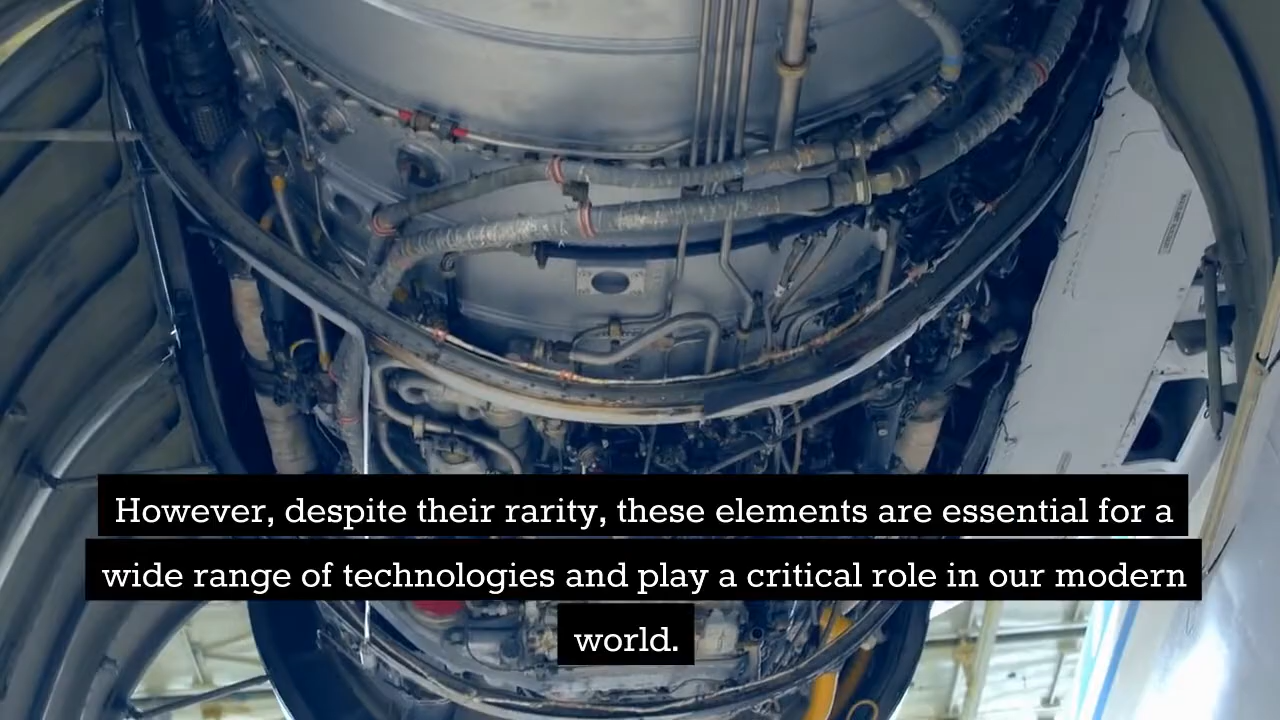 However, despite their rarity, these elements are essential for a
wide range of technologies and play a critical role in our modern
world.